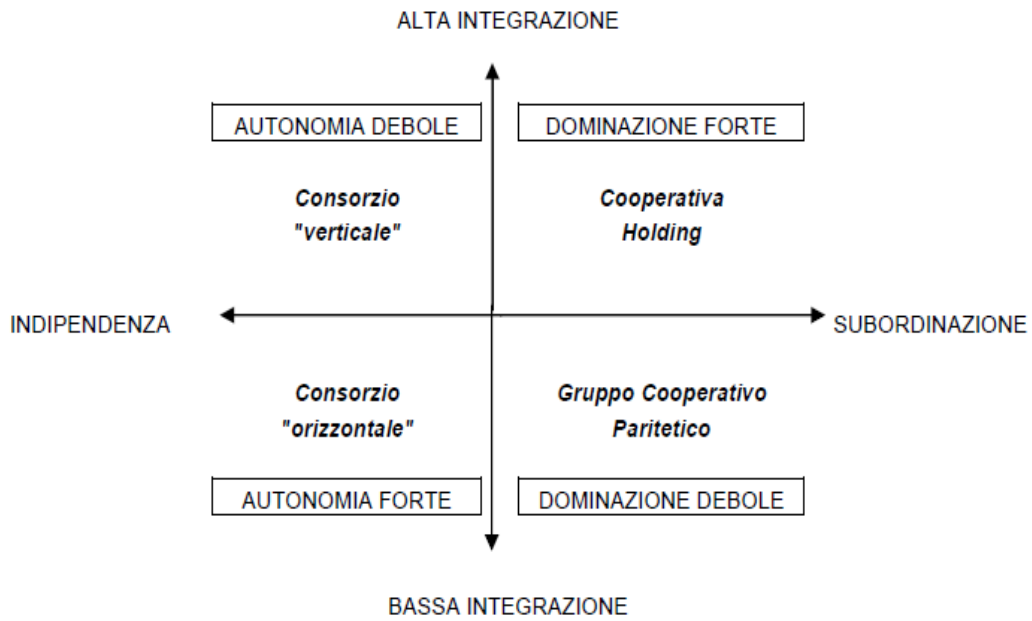 ALTA INTEGRAZIONE
AUTONOMIA DEBOLE
DOMINAZIONE FORTE
Consorzio
"verticale"
Cooperativa
Holding
INDIPENDENZA
SUBORDINAZIONE
Consorzio
"orizzontale"
Gruppo Cooperativo
Paritetico
AUTONOMIA FORTE
DOMINAZIONE DEBOLE
BASSA INTEGRAZIONE